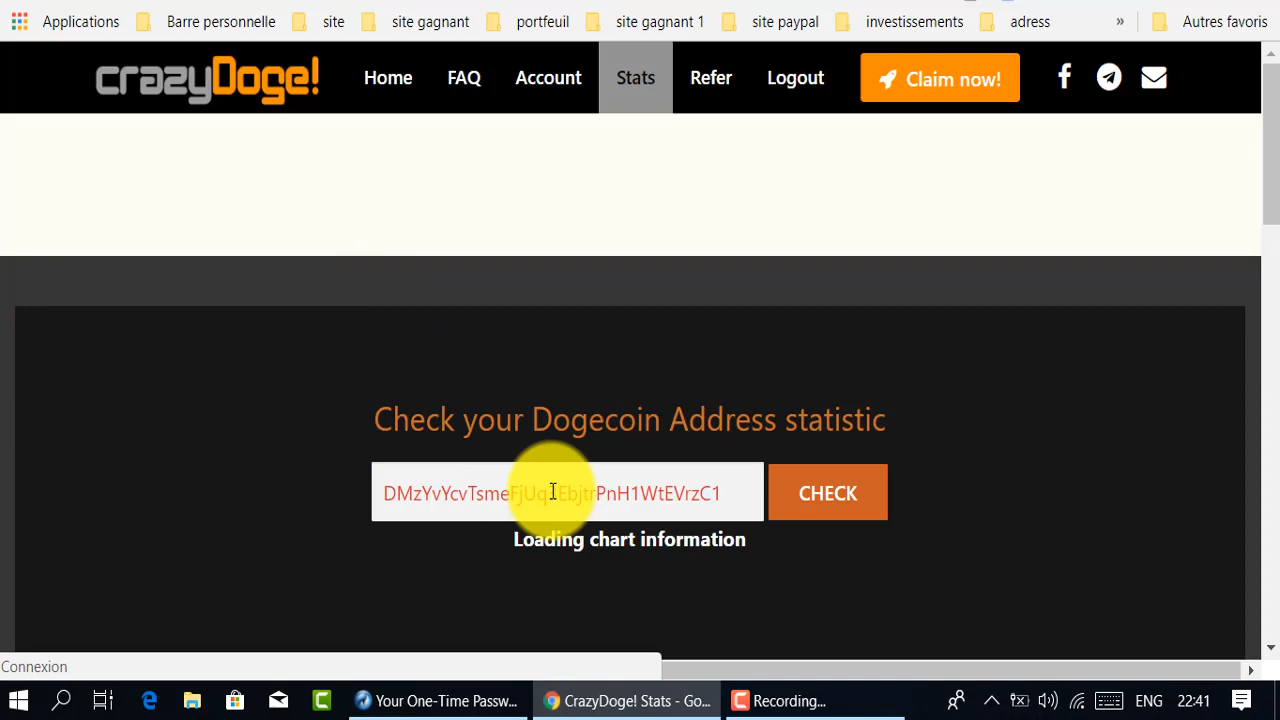 Applications Barre personnelle site site gagnant portfeuil site gagnant 1 site paypal investissements adress » Autres favoris
crazyDoge! Home FAQ Account Stats Refer Logout Claim now!
Check your Dogecoin Address statistic
CHECK
Loading chart information
Connexion
Your One-Time Passw... CrazyDoge! Stats - Go... Recording... ENG 22:41